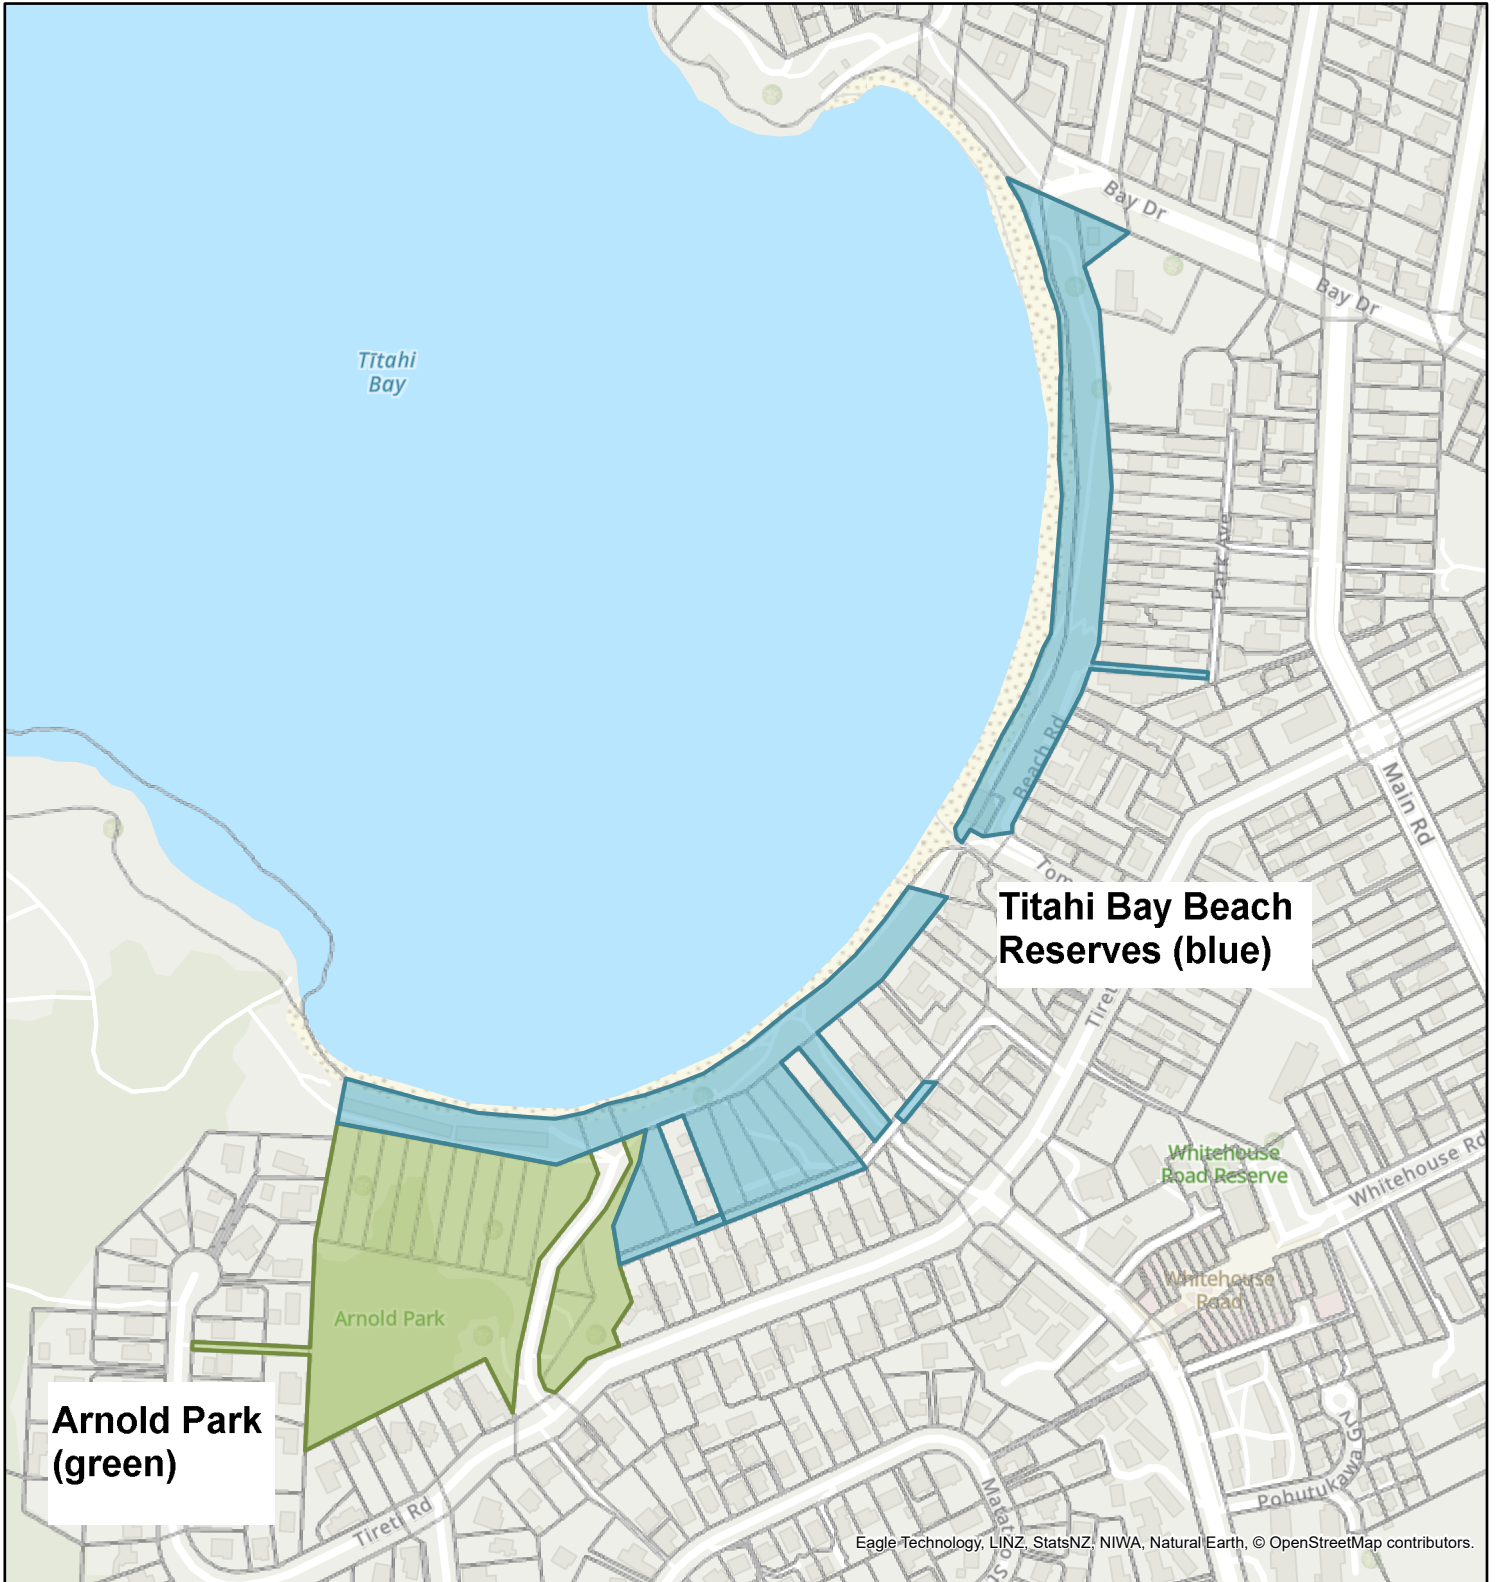 Bay Dr
Bay Dr
Tītahi
Bay
Park Ave
Beach Rd
Main Rd
Titahi Bay Beach
Reserves (blue)
Whitehouse
Road Reserve
Whitehouse Rd
Whitehouse
Road
Arnold Park
Arnold Park
(green)
Pohutukawa Grv
Tireti Rd
Eagle Technology, LINZ, StatsNZ, NIWA, Natural Earth, © OpenStreetMap contributors.